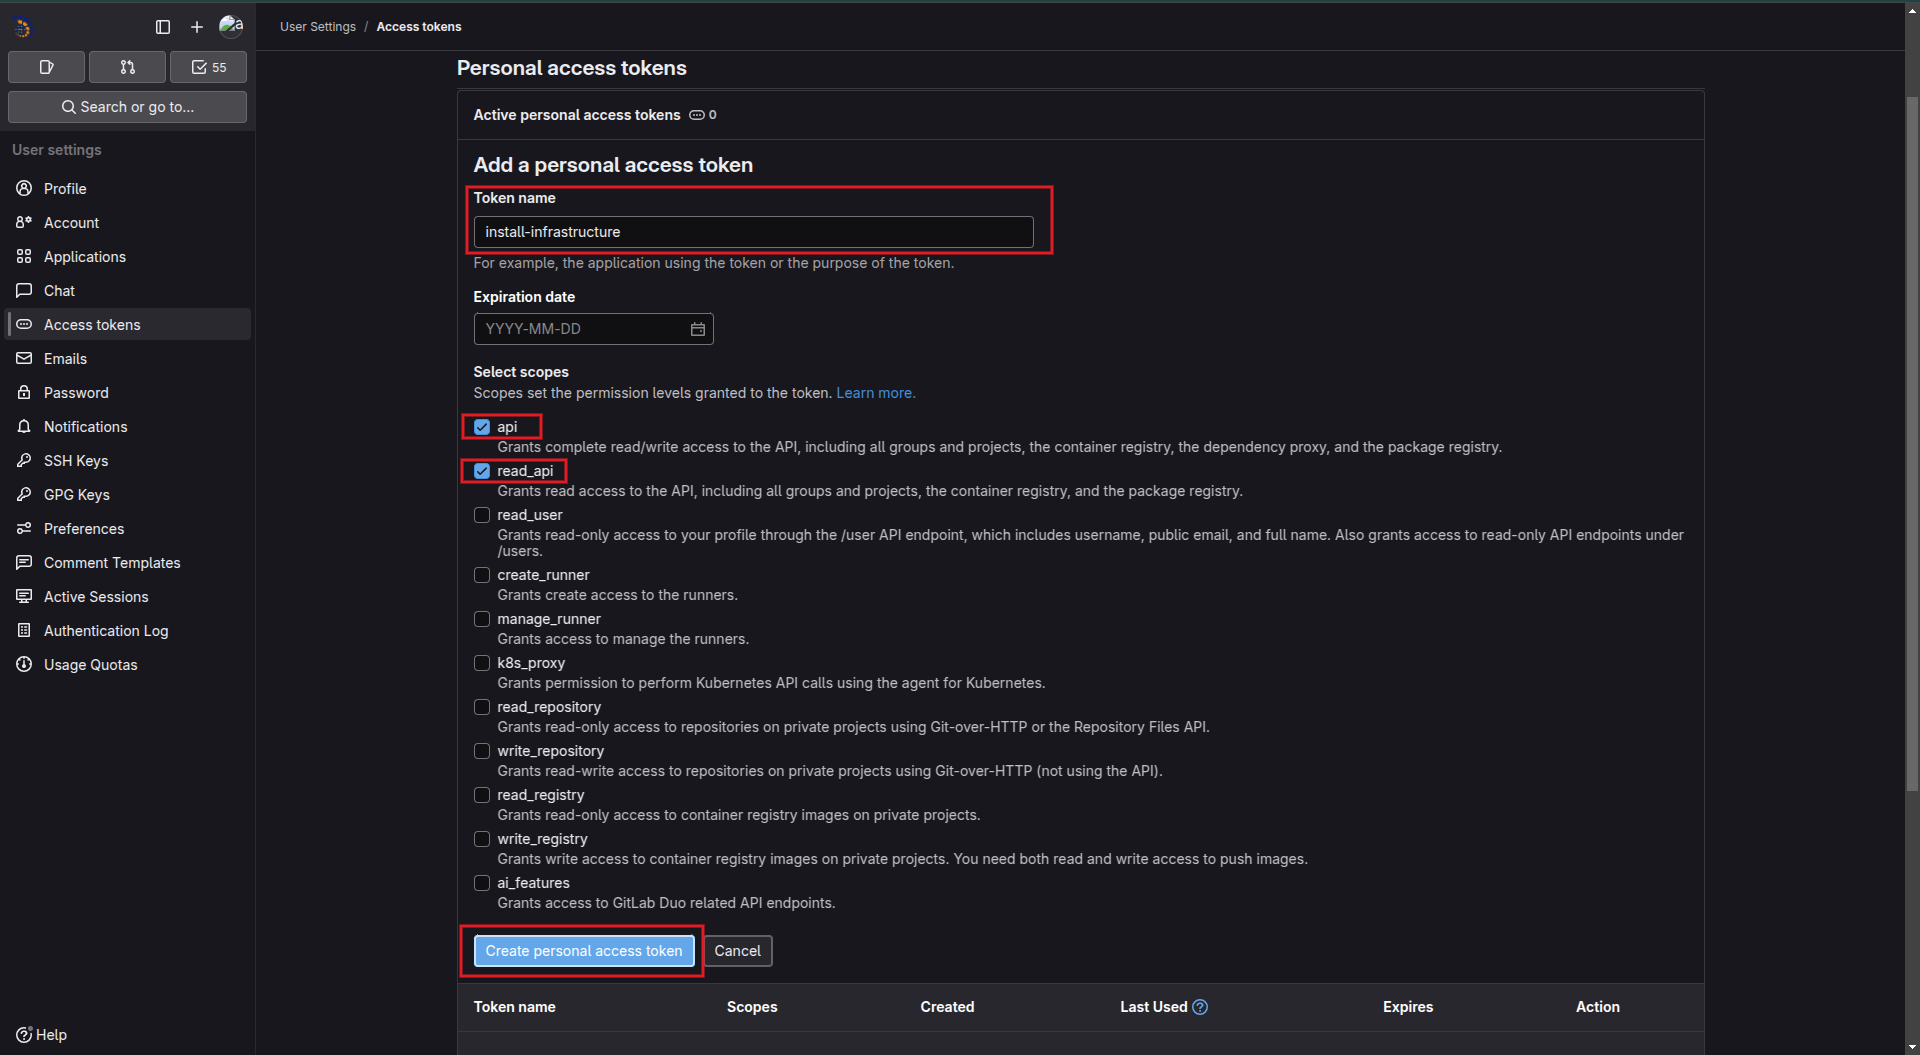 User Settings / Access tokens
a
55
Search or go to...
User settings
Profile
Account
Applications
Chat
Access tokens
Emails
Password
Notifications
SSH Keys
GPG Keys
Preferences
Comment Templates
Active Sessions
Authentication Log
Usage Quotas
Help
Personal access tokens
Active personal access tokens 0
Add a personal access token
Token name
install-infrastructure
For example, the application using the token or the purpose of the token.
Expiration date
YYYY-MM-DD
Select scopes
Scopes set the permission levels granted to the token. Learn more.
api
Grants complete read/write access to the API, including all groups and projects, the container registry, the dependency proxy, and the package registry.
read_api
Grants read access to the API, including all groups and projects, the container registry, and the package registry.
read_user
Grants read-only access to your profile through the /user API endpoint, which includes username, public email, and full name. Also grants access to read-only API endpoints under
/users.
create_runner
Grants create access to the runners.
manage_runner
Grants access to manage the runners.
k8s_proxy
Grants permission to perform Kubernetes API calls using the agent for Kubernetes.
read_repository
Grants read-only access to repositories on private projects using Git-over-HTTP or the Repository Files API.
write_repository
Grants read-write access to repositories on private projects using Git-over-HTTP (not using the API).
read_registry
Grants read-only access to container registry images on private projects.
write_registry
Grants write access to container registry images on private projects. You need both read and write access to push images.
ai_features
Grants access to GitLab Duo related API endpoints.
Create personal access token Cancel
Token name Scopes Created Last Used Expires Action